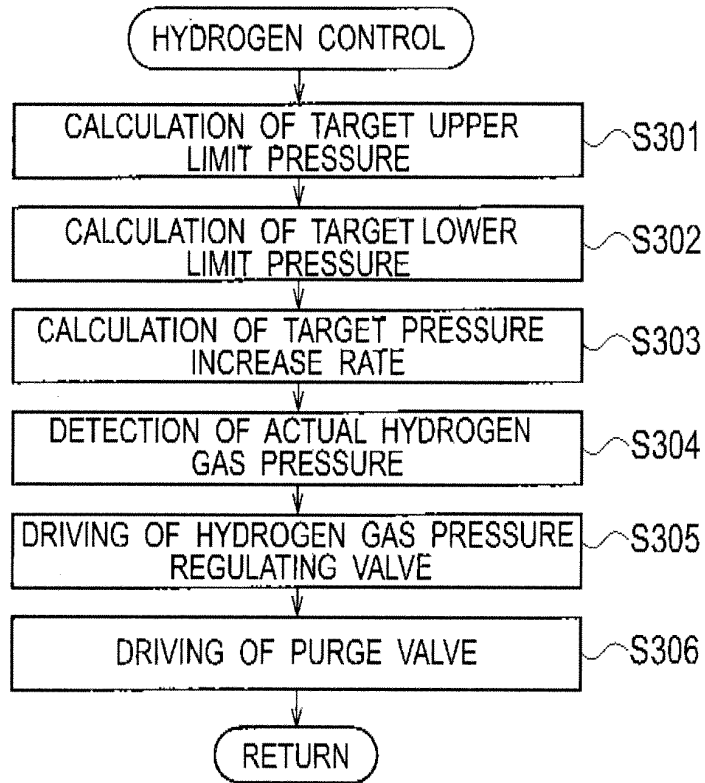 HYDROGEN CONTROL
CALCULATION OF TARGET UPPER
LIMIT PRESSURE
S301
CALCULATION OF TARGET LOWER
LIMIT PRESSURE
S302
CALCULATION OF TARGET PRESSURE
INCREASE RATE
S303
DETECTION OF ACTUAL HYDROGEN
GAS PRESSURE
S304
DRIVING OF HYDROGEN GAS PRESSURE
REGULATING VALVE
S305
DRIVING OF PURGE VALVE
S306
RETURN